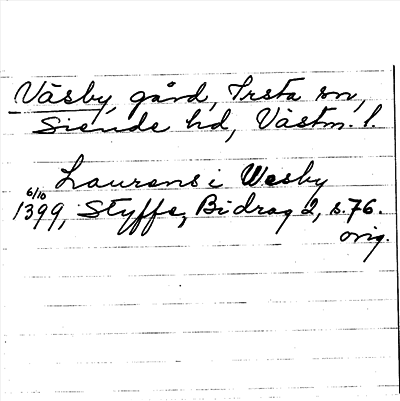 Väsby, gård, Irsta sn,
Siende hd, Västm. l.
Laurens i Wesby
6/10
1399, Styffe, Bidrag 2, s.76.
orig.